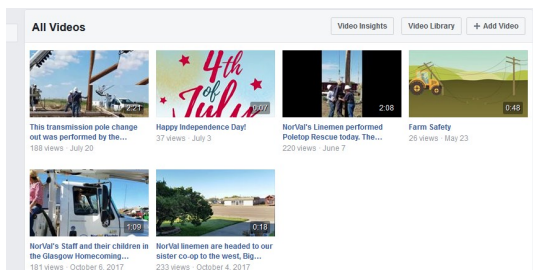 All Videos
Video Insights
Video Library
+ Add Video
2:21
4th
of
July
0:07
2:08
0:48
This transmission pole change
out was performed by the...
188 views · July 20
Happy Independence Day!
37 views · July 3
NorVal's Linemen performed
Poletop Rescue today. The...
220 views · June 7
Farm Safety
26 views · May 23
1:09
0:18
NorVal's Staff and their children in
the Glasgow Homecoming...
181 views · October 6, 2017
NorVal linemen are headed to our
sister co-op to the west, Big...
233 views · October 4, 2017